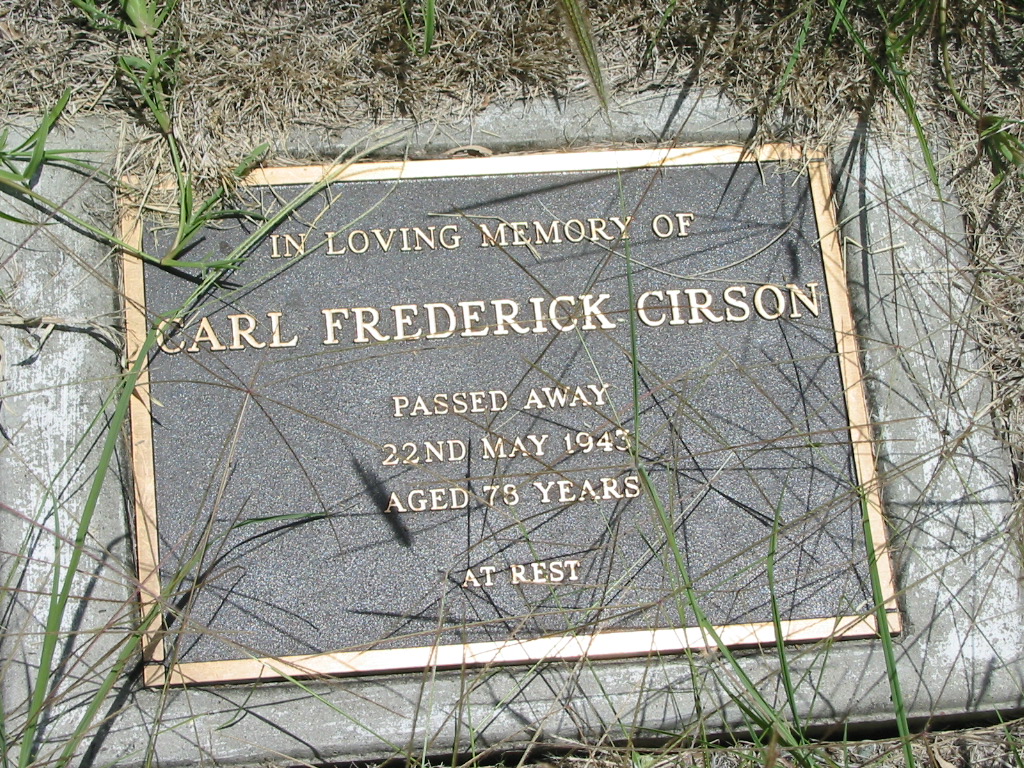 IN LOVING MEMORY OF
CARL FREDERICK CIRSON
PASSED AWAY
22ND MAY 1943
AGED 78 YEARS
AT REST